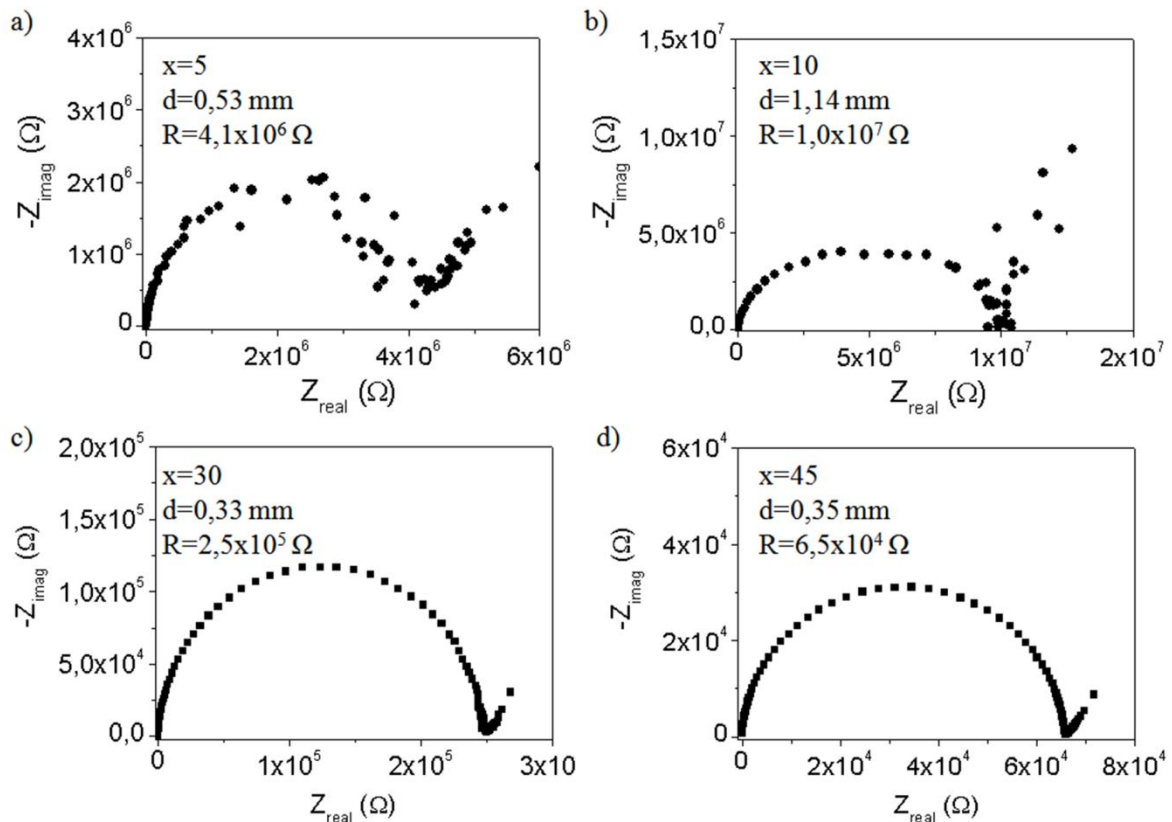 a)
4x10⁶
3x10⁶
2x10⁶
1x10⁶
0
-Z_imag (Ω)
x=5
d=0,53 mm
R=4,1x10⁶ Ω
0
2x10⁶
4x10⁶
6x10⁶
Z_real (Ω)
b)
1,5x10⁷
1,0x10⁷
5,0x10⁶
0,0
-Z_imag (Ω)
x=10
d=1,14 mm
R=1,0x10⁷ Ω
0
5x10⁶
1x10⁷
2x10⁷
Z_real (Ω)
c)
2,0x10⁵
1,5x10⁵
1,0x10⁵
5,0x10⁴
0,0
-Z_imag (Ω)
x=30
d=0,33 mm
R=2,5x10⁵ Ω
0
1x10⁵
2x10⁵
3x10
Z_real (Ω)
d)
6x10⁴
4x10⁴
2x10⁴
0
-Z_imag (Ω)
x=45
d=0,35 mm
R=6,5x10⁴ Ω
0
2x10⁴
4x10⁴
6x10⁴
8x10⁴
Z_real (Ω)